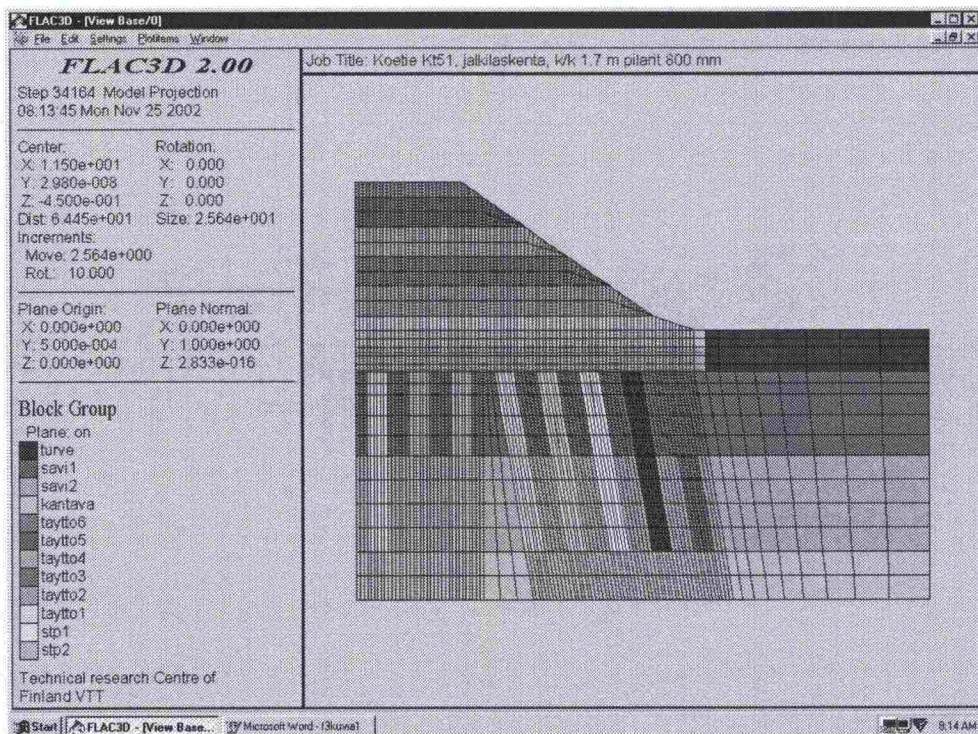 FLAC3D - [View Base/0]
File Edit Settings Plotitems Window
FLAC3D 2.00
Step 34164 Model Projection
08:13:45 Mon Nov 25 2002
Center: Rotation:
X: 1.150e+001 X: 0.000
Y: 2.980e-008 Y: 0.000
Z: -4.500e-001 Z: 0.000
Dist: 6.445e+001 Size: 2.564e+001
Increments:
Move: 2.564e+000
Rot.: 10.000
Plane Origin: Plane Normal:
X: 0.000e+000 X: 0.000e+000
Y: 5.000e-004 Y: 1.000e+000
Z: 0.000e+000 Z: 2.833e-016
Block Group
Plane: on
turve
savi1
savi2
kantava
taytto6
taytto5
taytto4
taytto3
taytto2
taytto1
stp1
stp2
Technical research Centre of
Finland VTT
Job Title: Koetie Kt51, jalkilaskenta, k/k 1.7 m pilarit 800 mm
Start FLAC3D - [View Base... Microsoft Word - [3kuwa] 8:14 AM